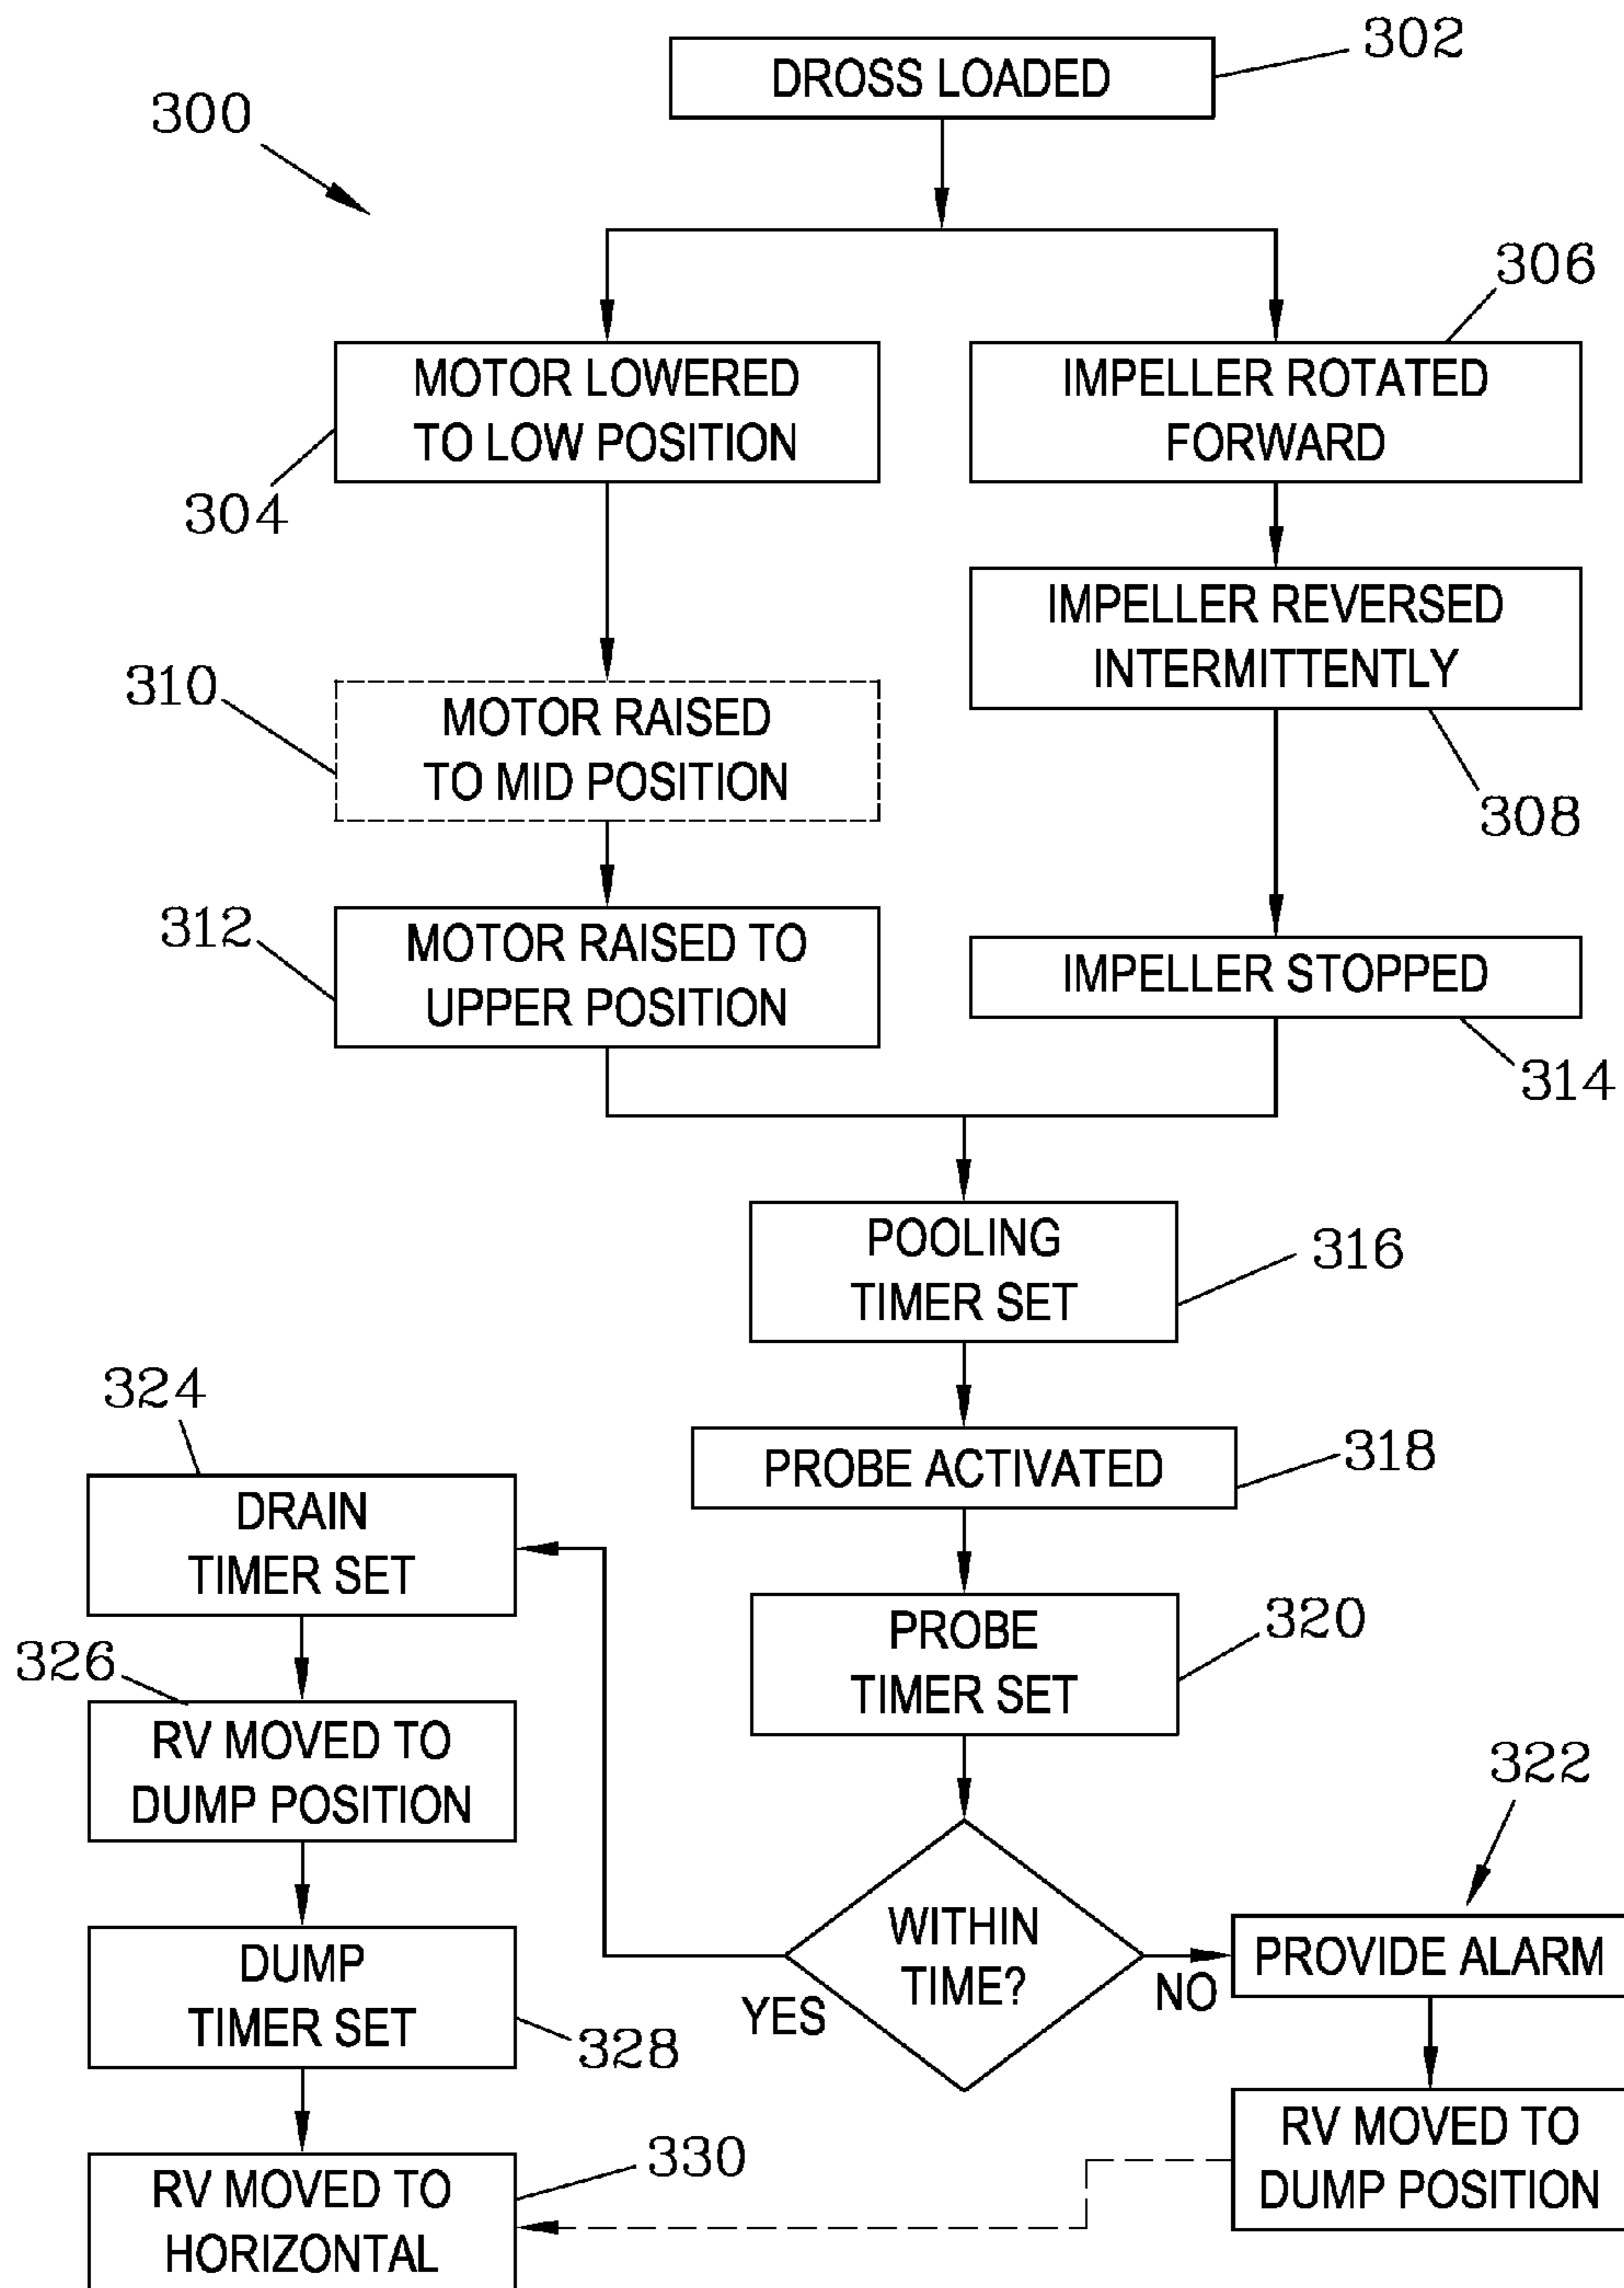 302
DROSS LOADED
300
306
MOTOR LOWERED
TO LOW POSITION
IMPELLER ROTATED
FORWARD
304
IMPELLER REVERSED
INTERMITTENTLY
310
MOTOR RAISED
TO MID POSITION
308
312
MOTOR RAISED TO
UPPER POSITION
IMPELLER STOPPED
314
POOLING
TIMER SET
316
324
PROBE ACTIVATED
318
DRAIN
TIMER SET
PROBE
TIMER SET
320
326
RV MOVED TO
DUMP POSITION
322
WITHIN
TIME?
YES
NO
PROVIDE ALARM
DUMP
TIMER SET
328
RV MOVED TO
DUMP POSITION
330
RV MOVED TO
HORIZONTAL